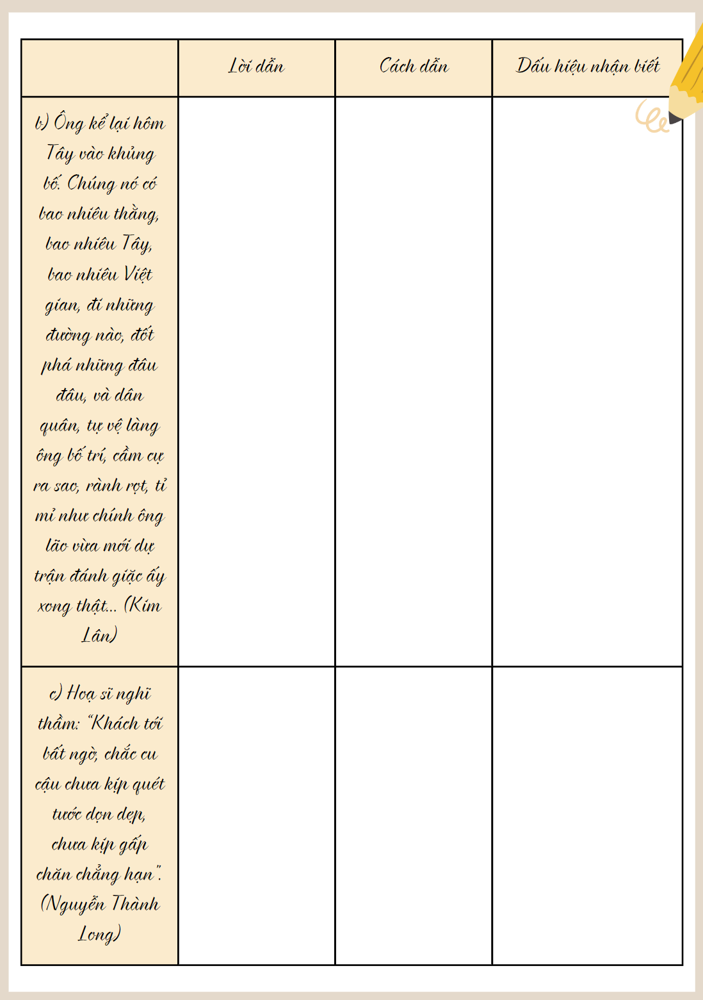 Lời dẫn
Cách dẫn
Dấu hiệu nhận biết
b) Ông kể lại hôm
Tây vào khủng
bố. Chúng nó có
bao nhiêu thằng,
bao nhiêu Tây,
bao nhiêu Việt
gian, đi những
đường nào, đốt
phá những đâu
đâu, và dân
quân, tự vệ làng
ông bố trí, cầm cự
ra sao, rành rọt, tỉ
mỉ như chính ông
lão vừa mới dự
trận đánh giặc ấy
xong thật... (Kim
Lân)
c) Hoạ sĩ nghĩ
thầm: “Khách tới
bất ngờ, chắc cu
cậu chưa kịp quét
tước dọn dẹp,
chưa kịp gấp
chăn chẳng hạn”.
(Nguyễn Thành
Long)